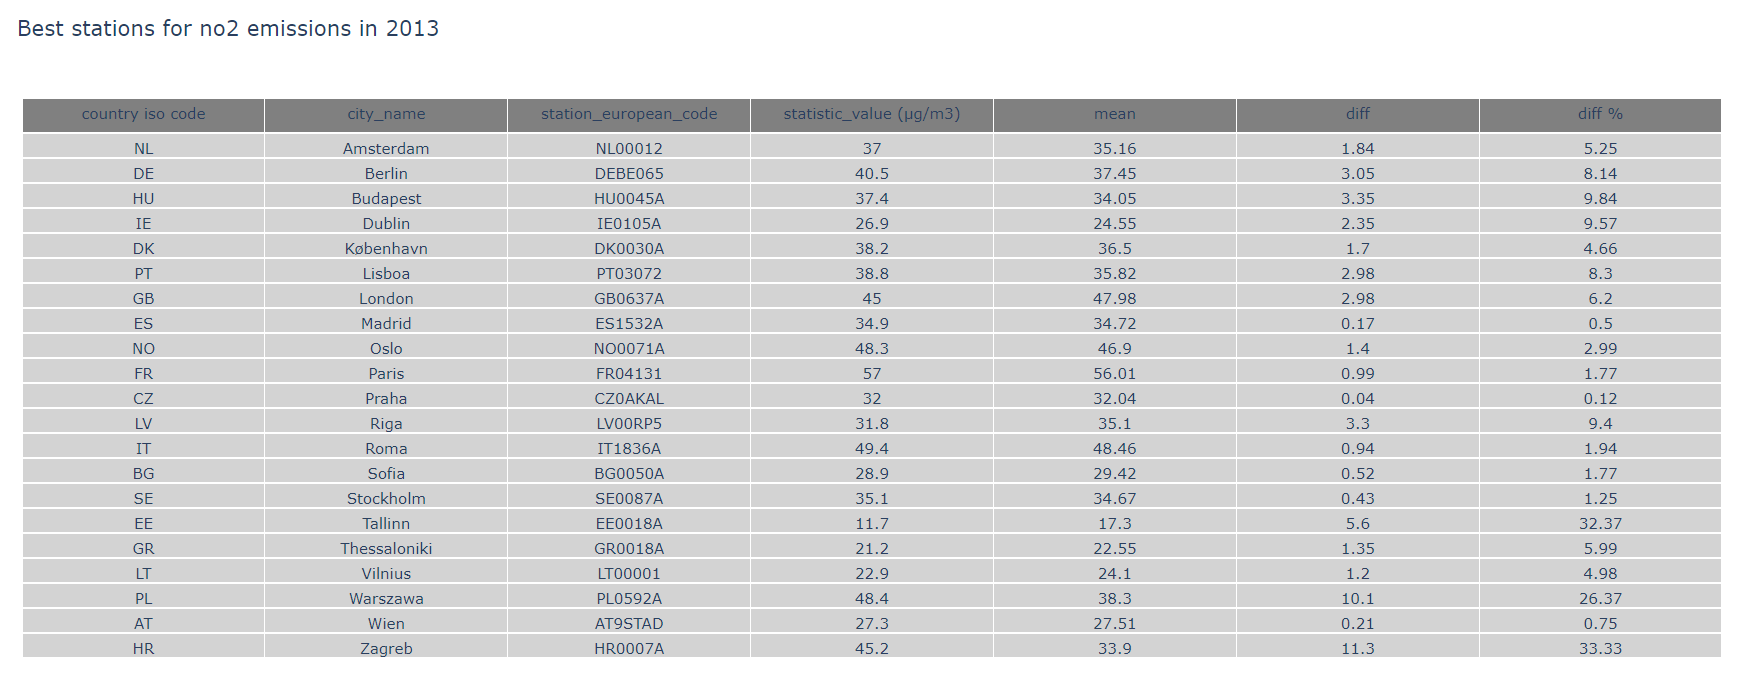 Best stations for no2 emissions in 2013
country iso code city_name station_european_code statistic_value (µg/m3) mean diff diff %
NL Amsterdam NL00012 37 35.16 1.84 5.25
DE Berlin DEBE065 40.5 37.45 3.05 8.14
HU Budapest HU0045A 37.4 34.05 3.35 9.84
IE Dublin IE0105A 26.9 24.55 2.35 9.57
DK København DK0030A 38.2 36.5 1.7 4.66
PT Lisboa PT03072 38.8 35.82 2.98 8.3
GB London GB0637A 45 47.98 2.98 6.2
ES Madrid ES1532A 34.9 34.72 0.17 0.5
NO Oslo NO0071A 48.3 46.9 1.4 2.99
FR Paris FR04131 57 56.01 0.99 1.77
CZ Praha CZ0AKAL 32 32.04 0.04 0.12
LV Riga LV00RP5 31.8 35.1 3.3 9.4
IT Roma IT1836A 49.4 48.46 0.94 1.94
BG Sofia BG0050A 28.9 29.42 0.52 1.77
SE Stockholm SE0087A 35.1 34.67 0.43 1.25
EE Tallinn EE0018A 11.7 17.3 5.6 32.37
GR Thessaloniki GR0018A 21.2 22.55 1.35 5.99
LT Vilnius LT00001 22.9 24.1 1.2 4.98
PL Warszawa PL0592A 48.4 38.3 10.1 26.37
AT Wien AT9STAD 27.3 27.51 0.21 0.75
HR Zagreb HR0007A 45.2 33.9 11.3 33.33